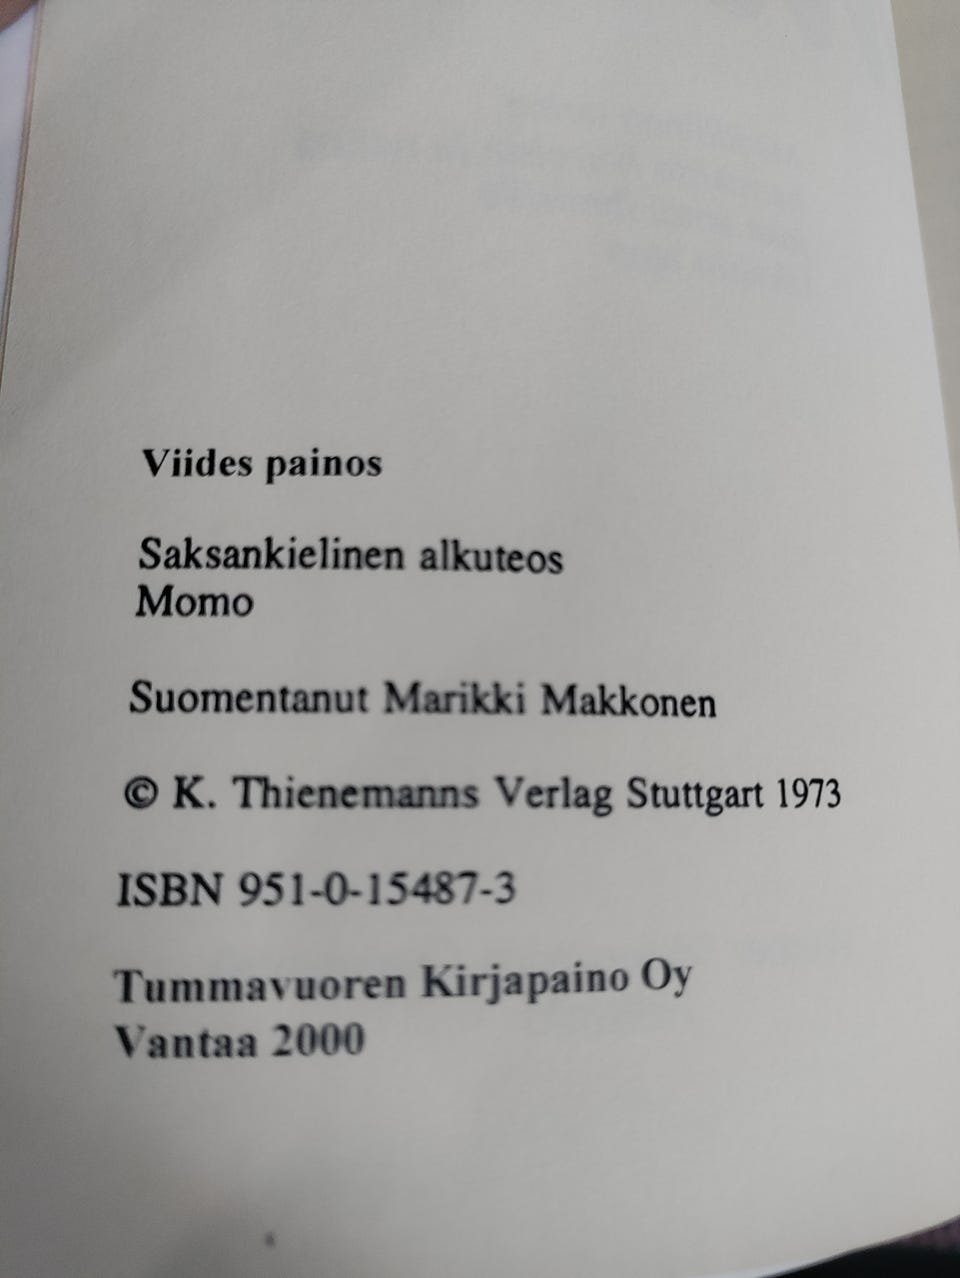 Viides painos
Saksankielinen alkuteos
Momo
Suomentanut Marikki Makkonen
© K. Thienemanns Verlag Stuttgart 1973
ISBN 951-0-15487-3
Tummavuoren Kirjapaino Oy
Vantaa 2000